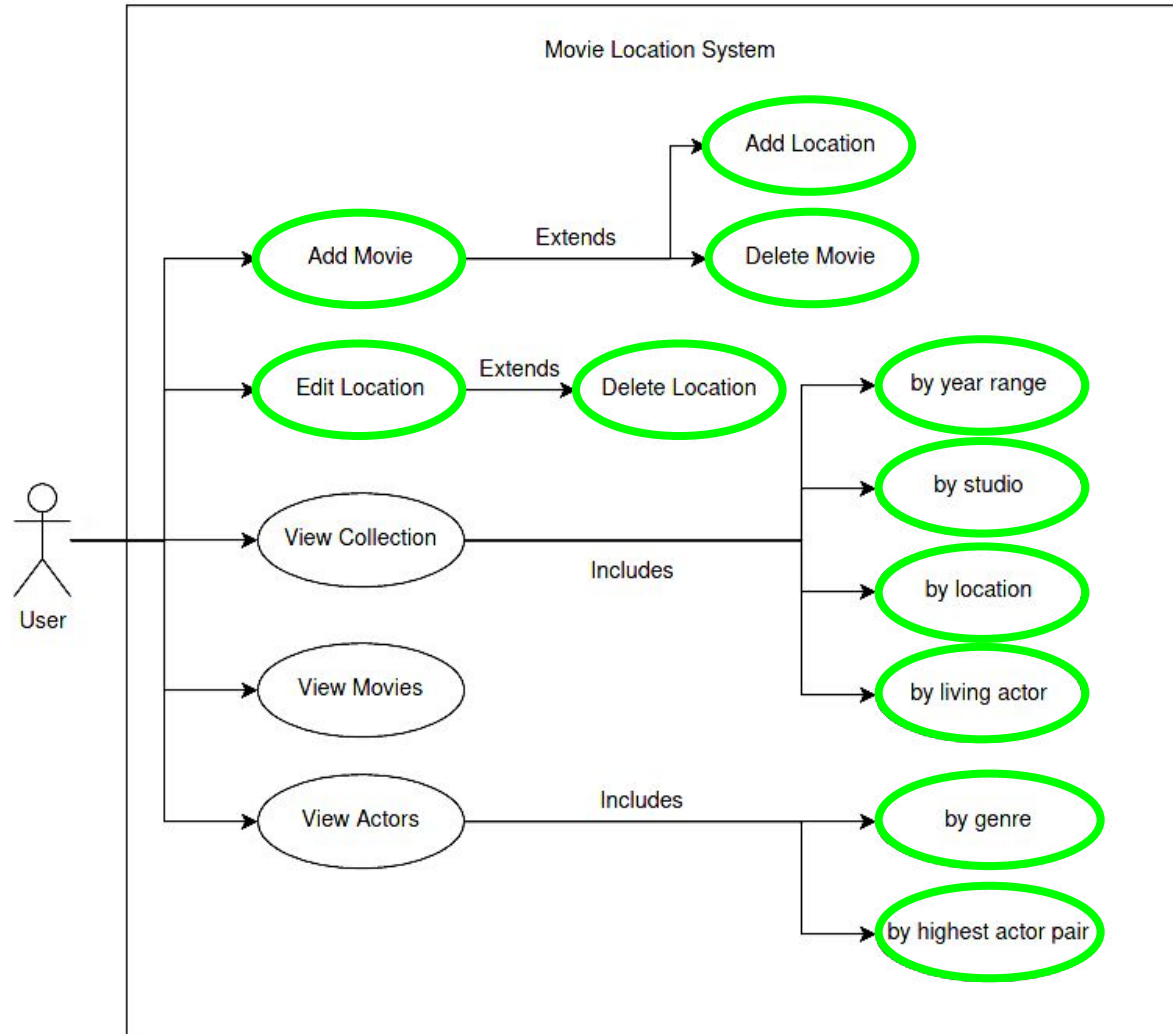 Movie Location System
Add Location
Extends
Add Movie
Delete Movie
Extends
Edit Location
Delete Location
by year range
by studio
View Collection
Includes
by location
User
View Movies
by living actor
Includes
View Actors
by genre
by highest actor pair